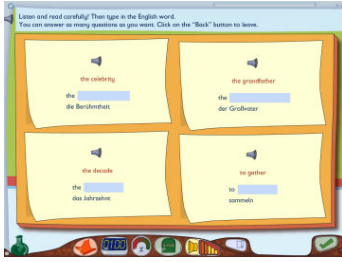 Listen and read carefully! Then type in the English word.
You can answer as many questions as you want. Click on the "Back" button to leave.
the celebrity
the
die Berühmtheit
the grandfather
the
der Großvater
the decade
the
das Jahrzehnt
to gather
to
sammeln
01:00